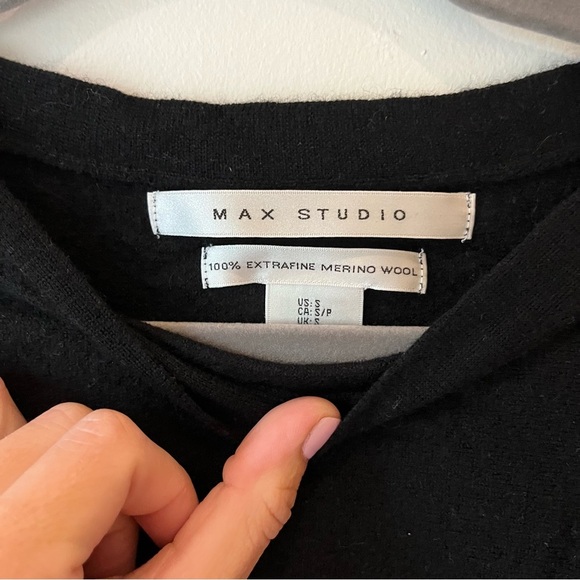 MAX STUDIO
100% EXTRAFINE MERINO WOOL
US: S
CA: S/P
UK: S